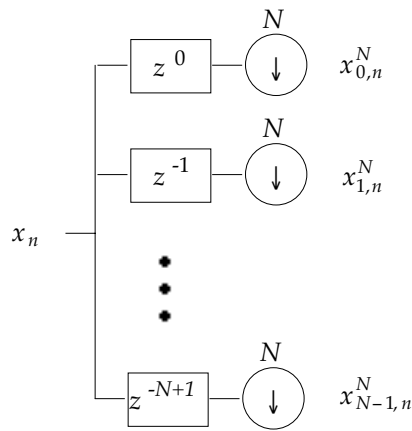 N
z^0 ↓ x^N_{0,n}
N
z^{-1} ↓ x^N_{1,n}
x_n
N
z^{-N+1} ↓ x^N_{N-1,n}